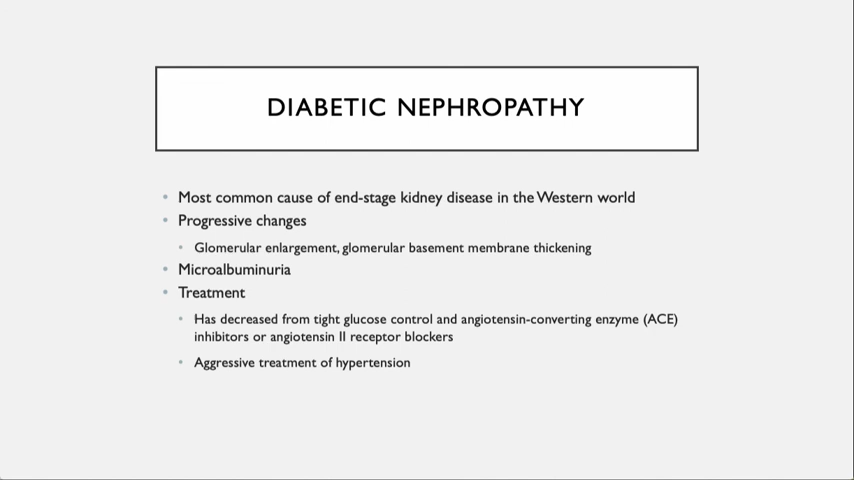 DIABETIC NEPHROPATHY
Most common cause of end-stage kidney disease in the Western world
Progressive changes
Glomerular enlargement, glomerular basement membrane thickening
Microalbuminuria
Treatment
Has decreased from tight glucose control and angiotensin-converting enzyme (ACE)
inhibitors or angiotensin II receptor blockers
Aggressive treatment of hypertension